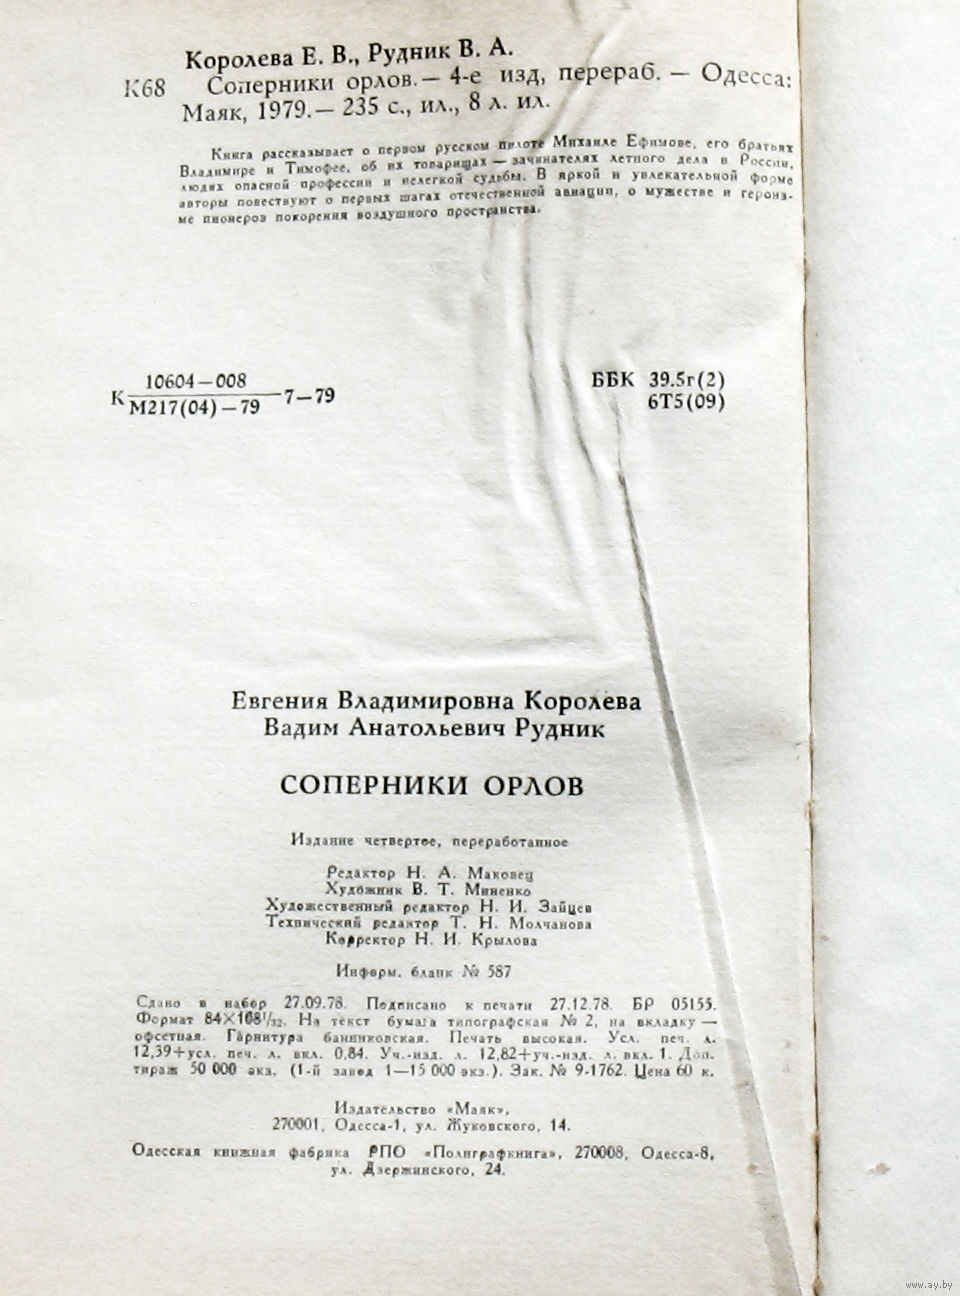 Королева Е. В., Рудник В. А.
К68 Соперники орлов.— 4-е изд, перераб. — Одесса:
Маяк, 1979.— 235 с., ил., 8 л. ил.
Книга рассказывает о первом русском пилоте Михаиле Ефимове, его братьях
Владимире и Тимофее, об их товарищах — зачинателях летного дела в России,
людях опасной профессии и нелегкой судьбы. В яркой и увлекательной форме
авторы повествуют о первых шагах отечественной авиации, о мужестве и героиз-
ме пионеров покорения воздушного пространства.
К 10604—008
М217(04)—79 7—79
ББК 39.5г(2)
6Т5(09)
Евгения Владимировна Королева
Вадим Анатольевич Рудник
СОПЕРНИКИ ОРЛОВ
Издание четвертое, переработанное
Редактор Н. А. Маковец
Художник В. Т. Миненко
Художественный редактор Н. И. Зайцев
Технический редактор Т. Н. Молчанова
Корректор Н. И. Крылова
Информ. бланк № 587
Сдано в набор 27.09.78. Подписано к печати 27.12.78. БР 05155.
Формат 84×108¹/₃₂. На текст бумага типографская № 2, на вкладку —
офсетная. Гарнитура банниковская. Печать высокая. Усл. печ. л.
12,39+усл. печ. л. вкл. 0,84. Уч.-изд. л. 12,82+уч.-изд. л. вкл. 1. Доп.
тираж 50 000 экз. (1-й завод 1—15 000 экз.). Зак. № 9-1762. Цена 60 к.
Издательство «Маяк»,
270001, Одесса-1, ул. Жуковского, 14.
Одесская книжная фабрика РПО «Полиграфкнига», 270008, Одесса-8,
ул. Дзержинского, 24.
www.ay.by